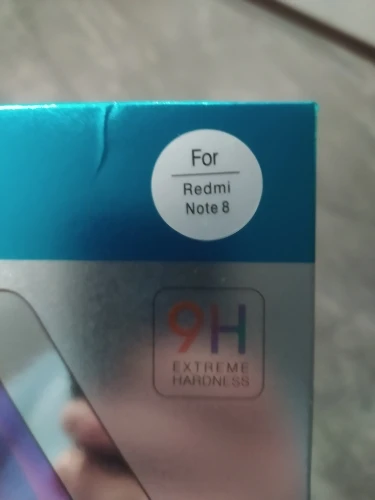 For
Redmi
Note 8
9H
EXTREME
HARDNESS